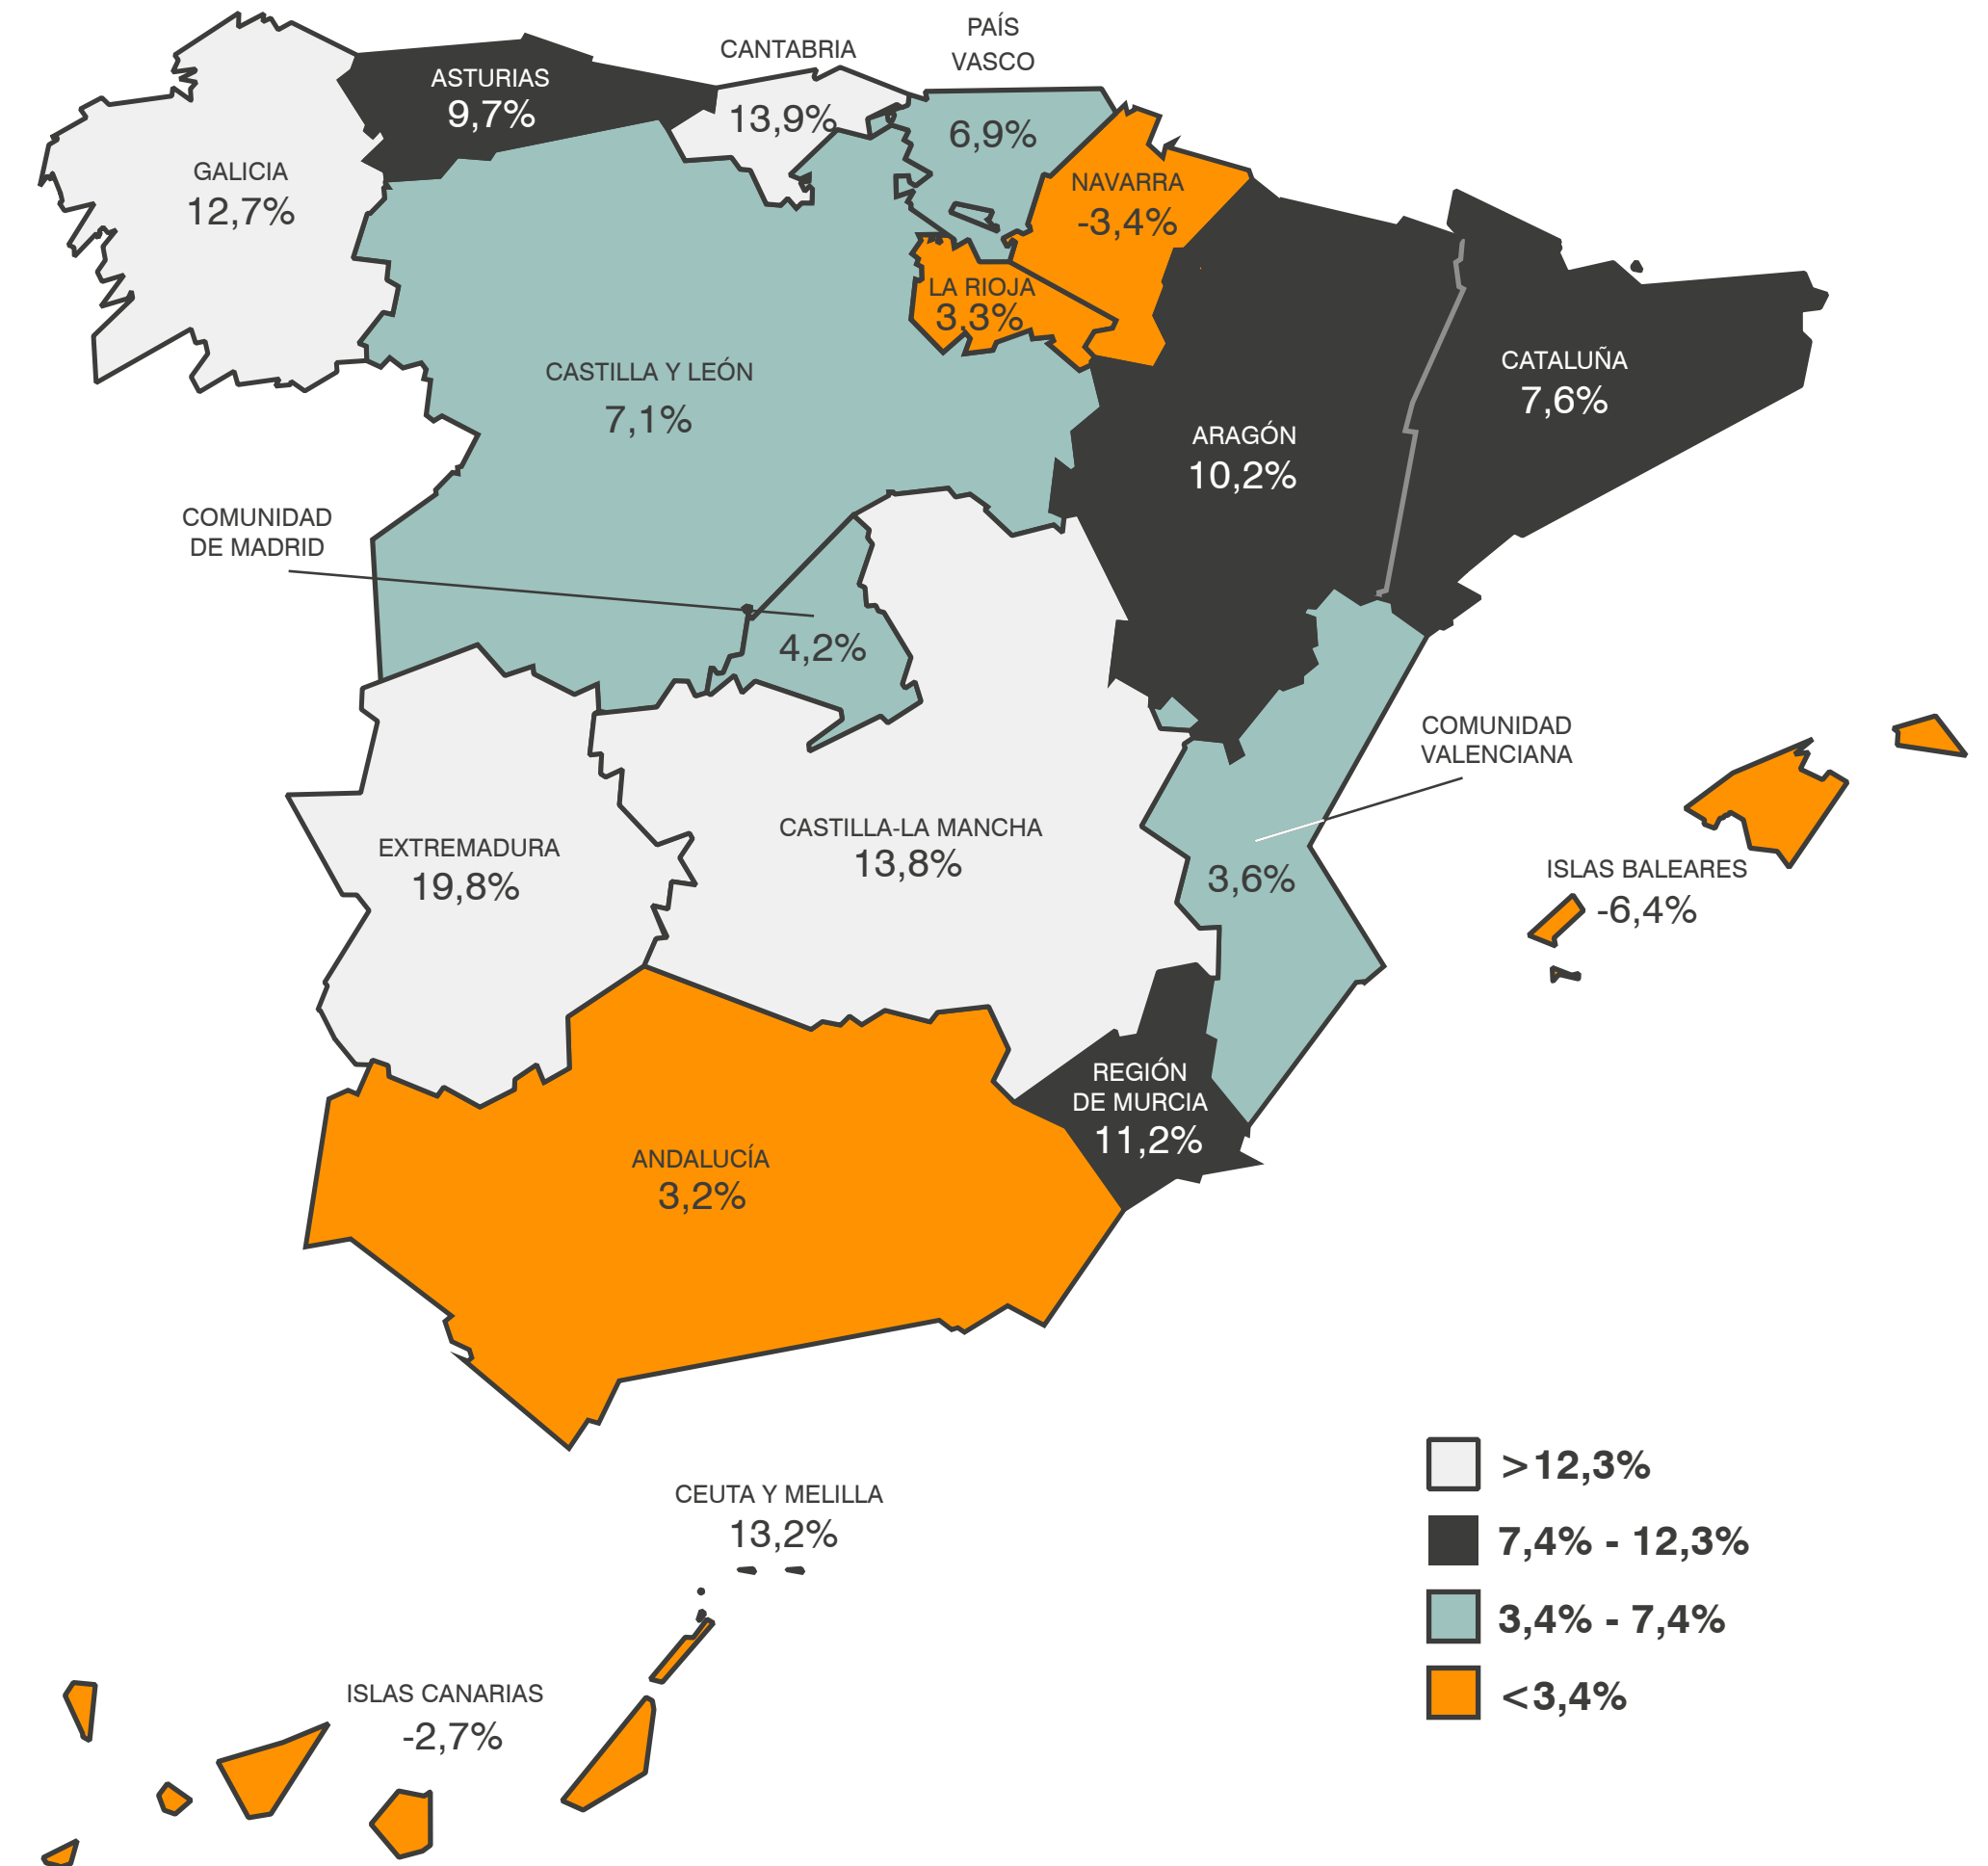 PAÍS
VASCO
6,9%
CANTABRIA
13,9%
ASTURIAS
9,7%
GALICIA
12,7%
NAVARRA
-3,4%
LA RIOJA
3,3%
CASTILLA Y LEÓN
7,1%
CATALUÑA
7,6%
ARAGÓN
10,2%
COMUNIDAD
DE MADRID
4,2%
COMUNIDAD
VALENCIANA
3,6%
EXTREMADURA
19,8%
CASTILLA-LA MANCHA
13,8%
ISLAS BALEARES
-6,4%
REGIÓN
DE MURCIA
11,2%
ANDALUCÍA
3,2%
CEUTA Y MELILLA
13,2%
ISLAS CANARIAS
-2,7%
>12,3%
7,4% - 12,3%
3,4% - 7,4%
<3,4%